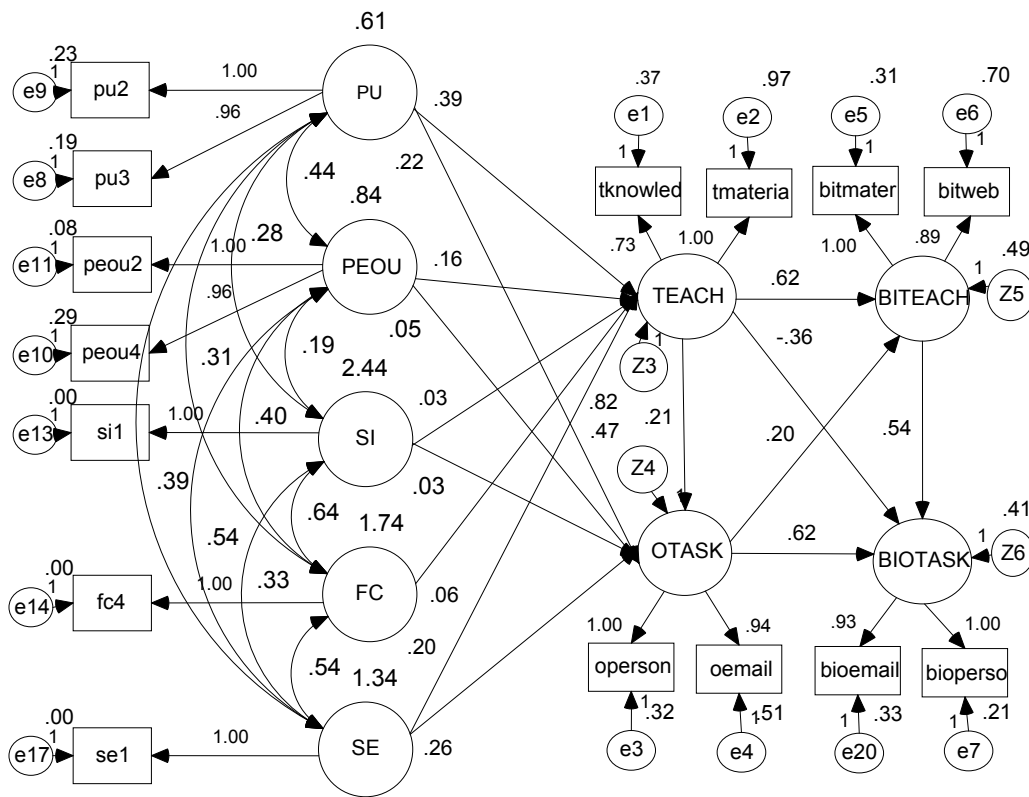 .61
.23
1
e9
pu2
1.00
PU
.39
.96
.19
1
e8
pu3
.44
.22
.84
.08
1
e11
peou2
1.00
.28
PEOU
.16
.96
.05
.29
1
e10
peou4
.31
.19
2.44
.00
1
e13
si1
1.00
.40
SI
.03
.03
.39
.54
.64
1.74
.33
.00
1
e14
fc4
1.00
FC
.06
.20
.54
1.34
.00
1
e17
se1
1.00
SE
.26
.37
e1
1
tknowled
.97
e2
1
tmateria
.31
e5
1
bitmater
.70
e6
1
bitweb
.73
1.00
TEACH
.62
1.00
.89
BITEACH
1
.49
Z5
1
Z3
-.36
.82
.47
.21
.20
.54
Z4
1
OTASK
.62
BIOTASK
1
.41
Z6
1.00
.94
.93
1.00
operson
oemail
bioemail
bioperso
1
.32
1
.51
1
.33
1
.21
e3
e4
e20
e7